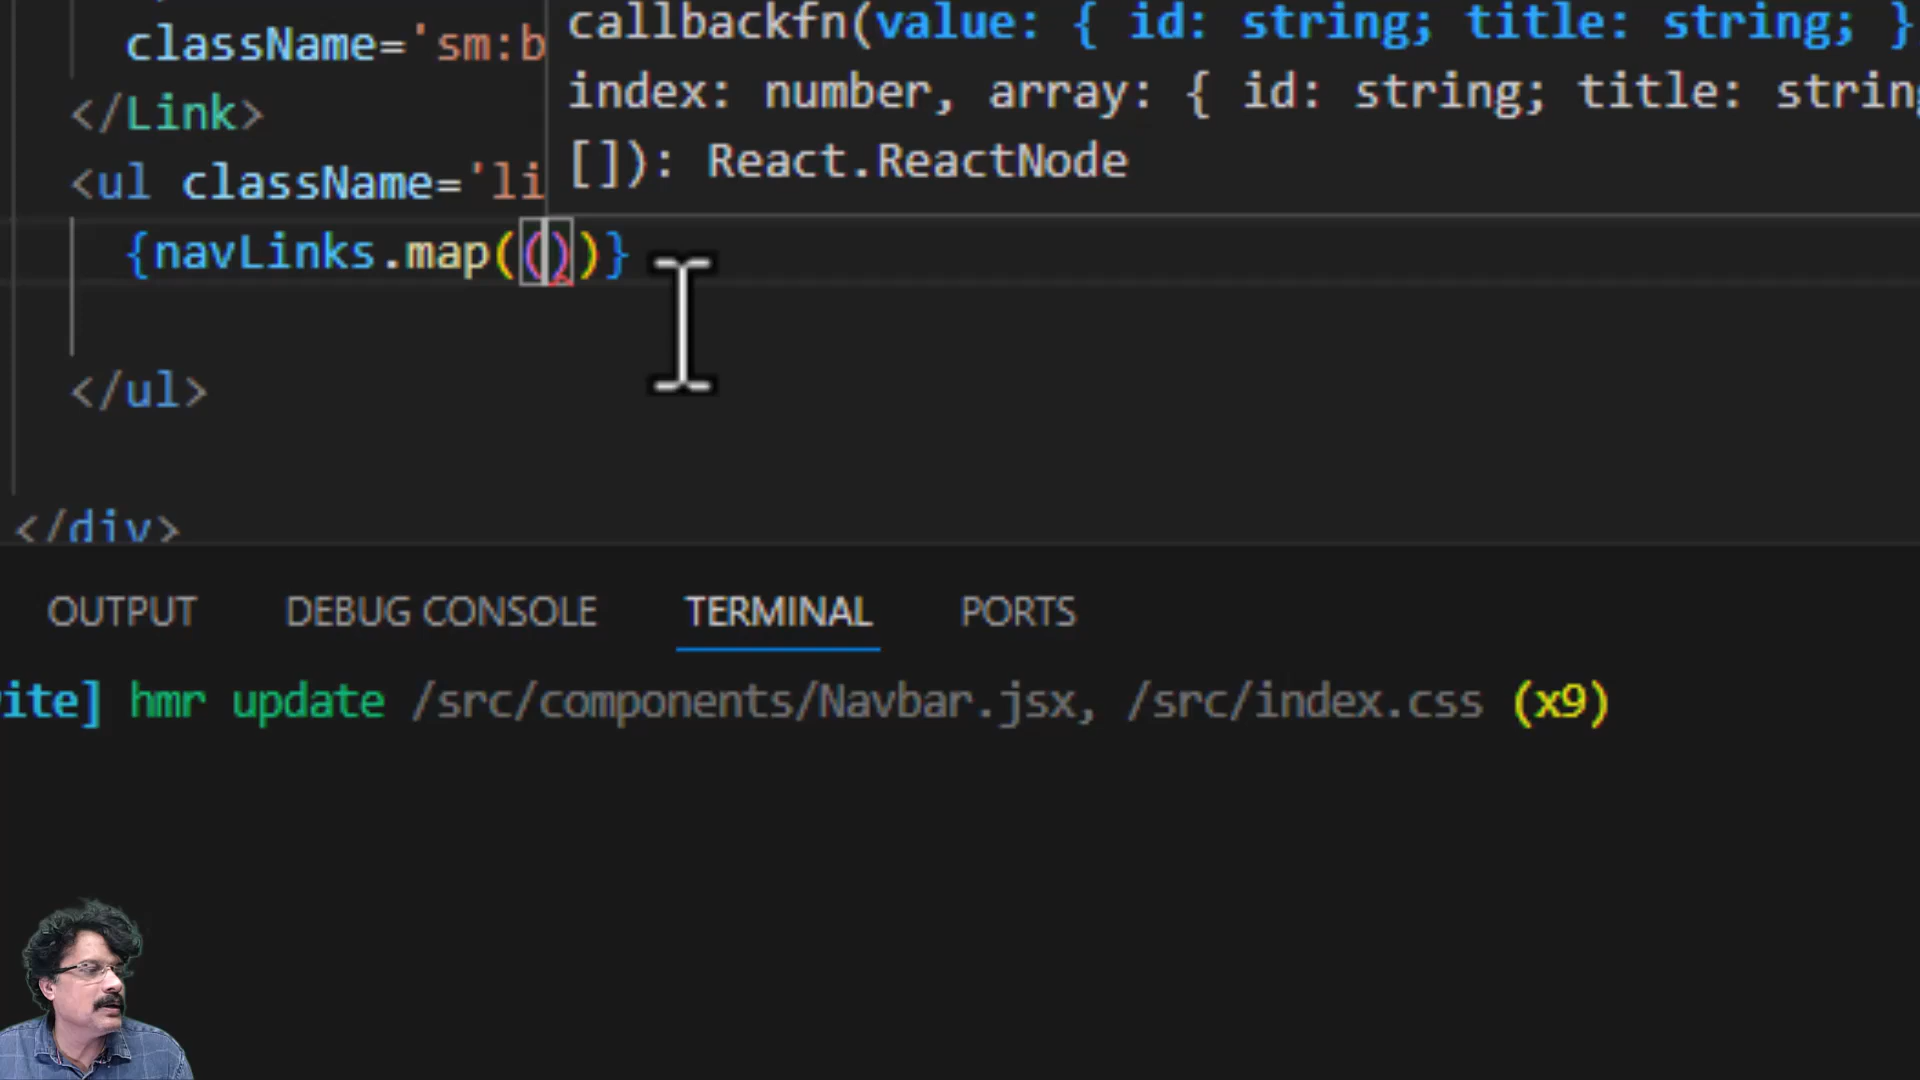 callbackfn(value: { id: string; title: string; }
className='sm:b
index: number, array: { id: string; title:
</Link>
[]): React.ReactNode
<ul className='li
{navLinks.map(())}
</ul>
</div>
OUTPUT DEBUG CONSOLE TERMINAL PORTS
ite] hmr update /src/components/Navbar.jsx, /src/index.css (x9)